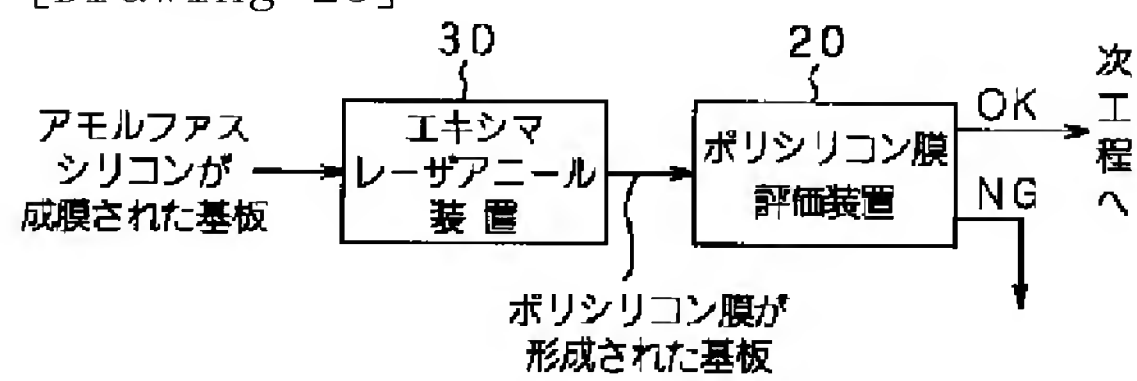 30
20
アモルファス
シリコンが
成膜された基板
エキシマ
レーザアニール
装置
ポリシリコン膜
評価装置
OK
NG
次工程へ
ポリシリコン膜が
形成された基板